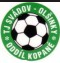 TJ SVÁDOV - OLŠINKY
ODDÍL KOPANÉ